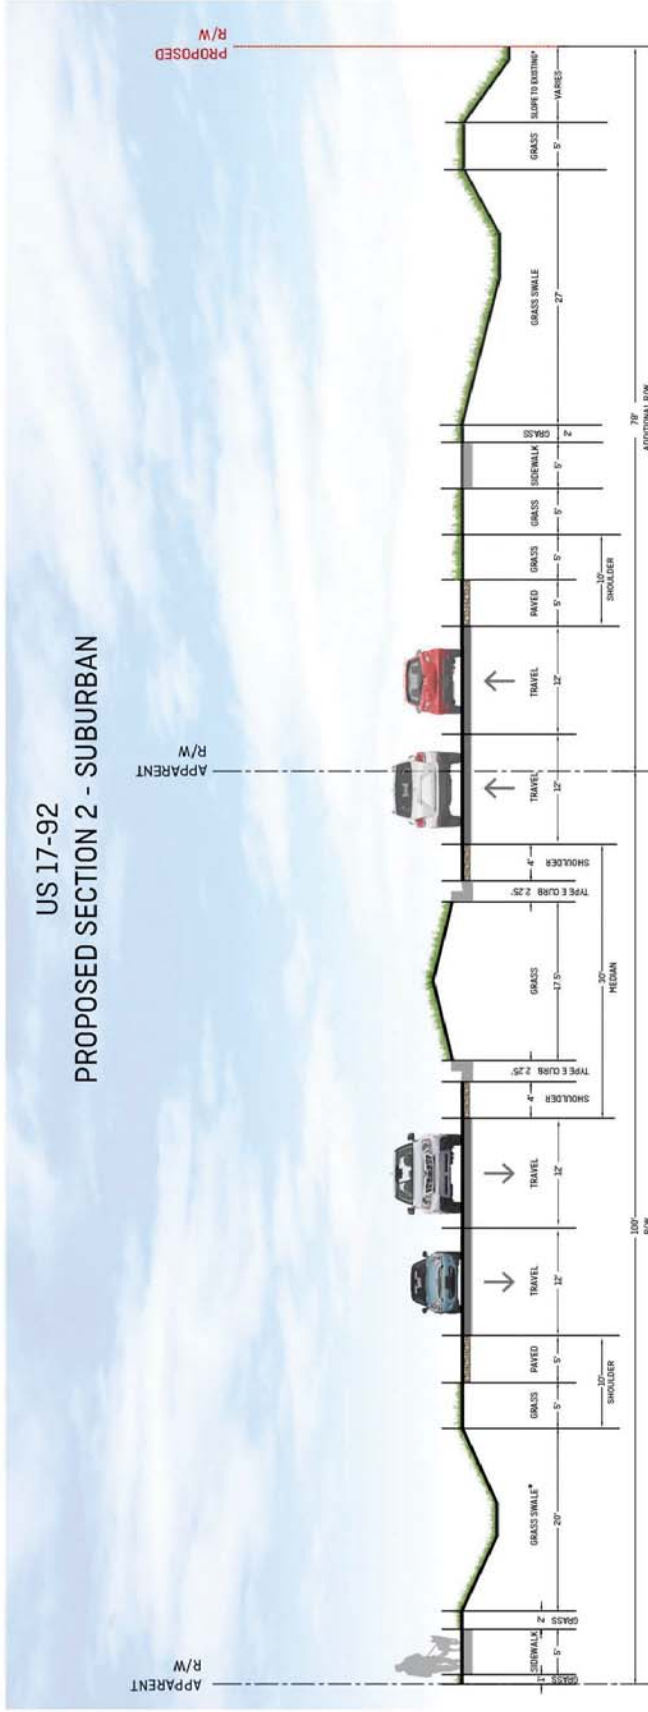 US 17-92
PROPOSED SECTION 2 - SUBURBAN
APPARENT
R/W
APPARENT
R/W
PROPOSED
R/W
GRASS
1'
SIDEWALK
5'
GRASS
2'
GRASS SWALE*
20'
GRASS
5'
PAVED
5'
10'
SHOULDER
TRAVEL
12'
TRAVEL
12'
SHOULDER
4'
TYPE E CURB 2.25'
GRASS
17.5'
30'
MEDIAN
TYPE E CURB 2.25'
SHOULDER
4'
TRAVEL
12'
TRAVEL
12'
PAVED
5'
GRASS
5'
10'
SHOULDER
GRASS
5'
SIDEWALK
5'
GRASS
2'
GRASS SWALE
27'
GRASS
5'
SLOPE TO EXISTING*
VARIES
100'
R/W
78'
ADDITIONAL R/W